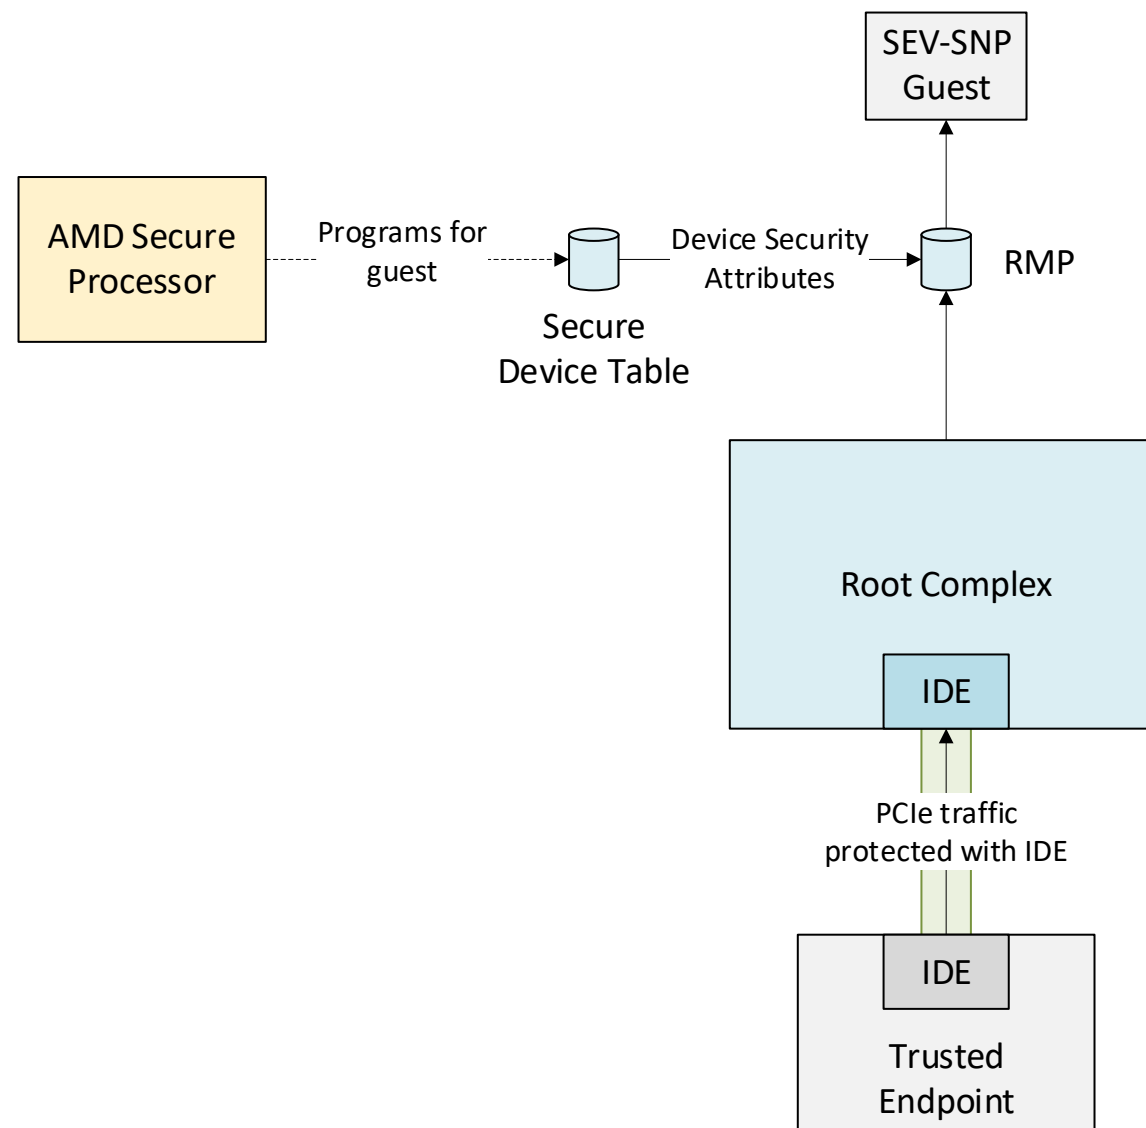 SEV-SNP
Guest
AMD Secure
Processor
Programs for
guest
Device Security
Attributes
RMP
Secure
Device Table
Root Complex
IDE
PCIe traffic
protected with IDE
IDE
Trusted
Endpoint